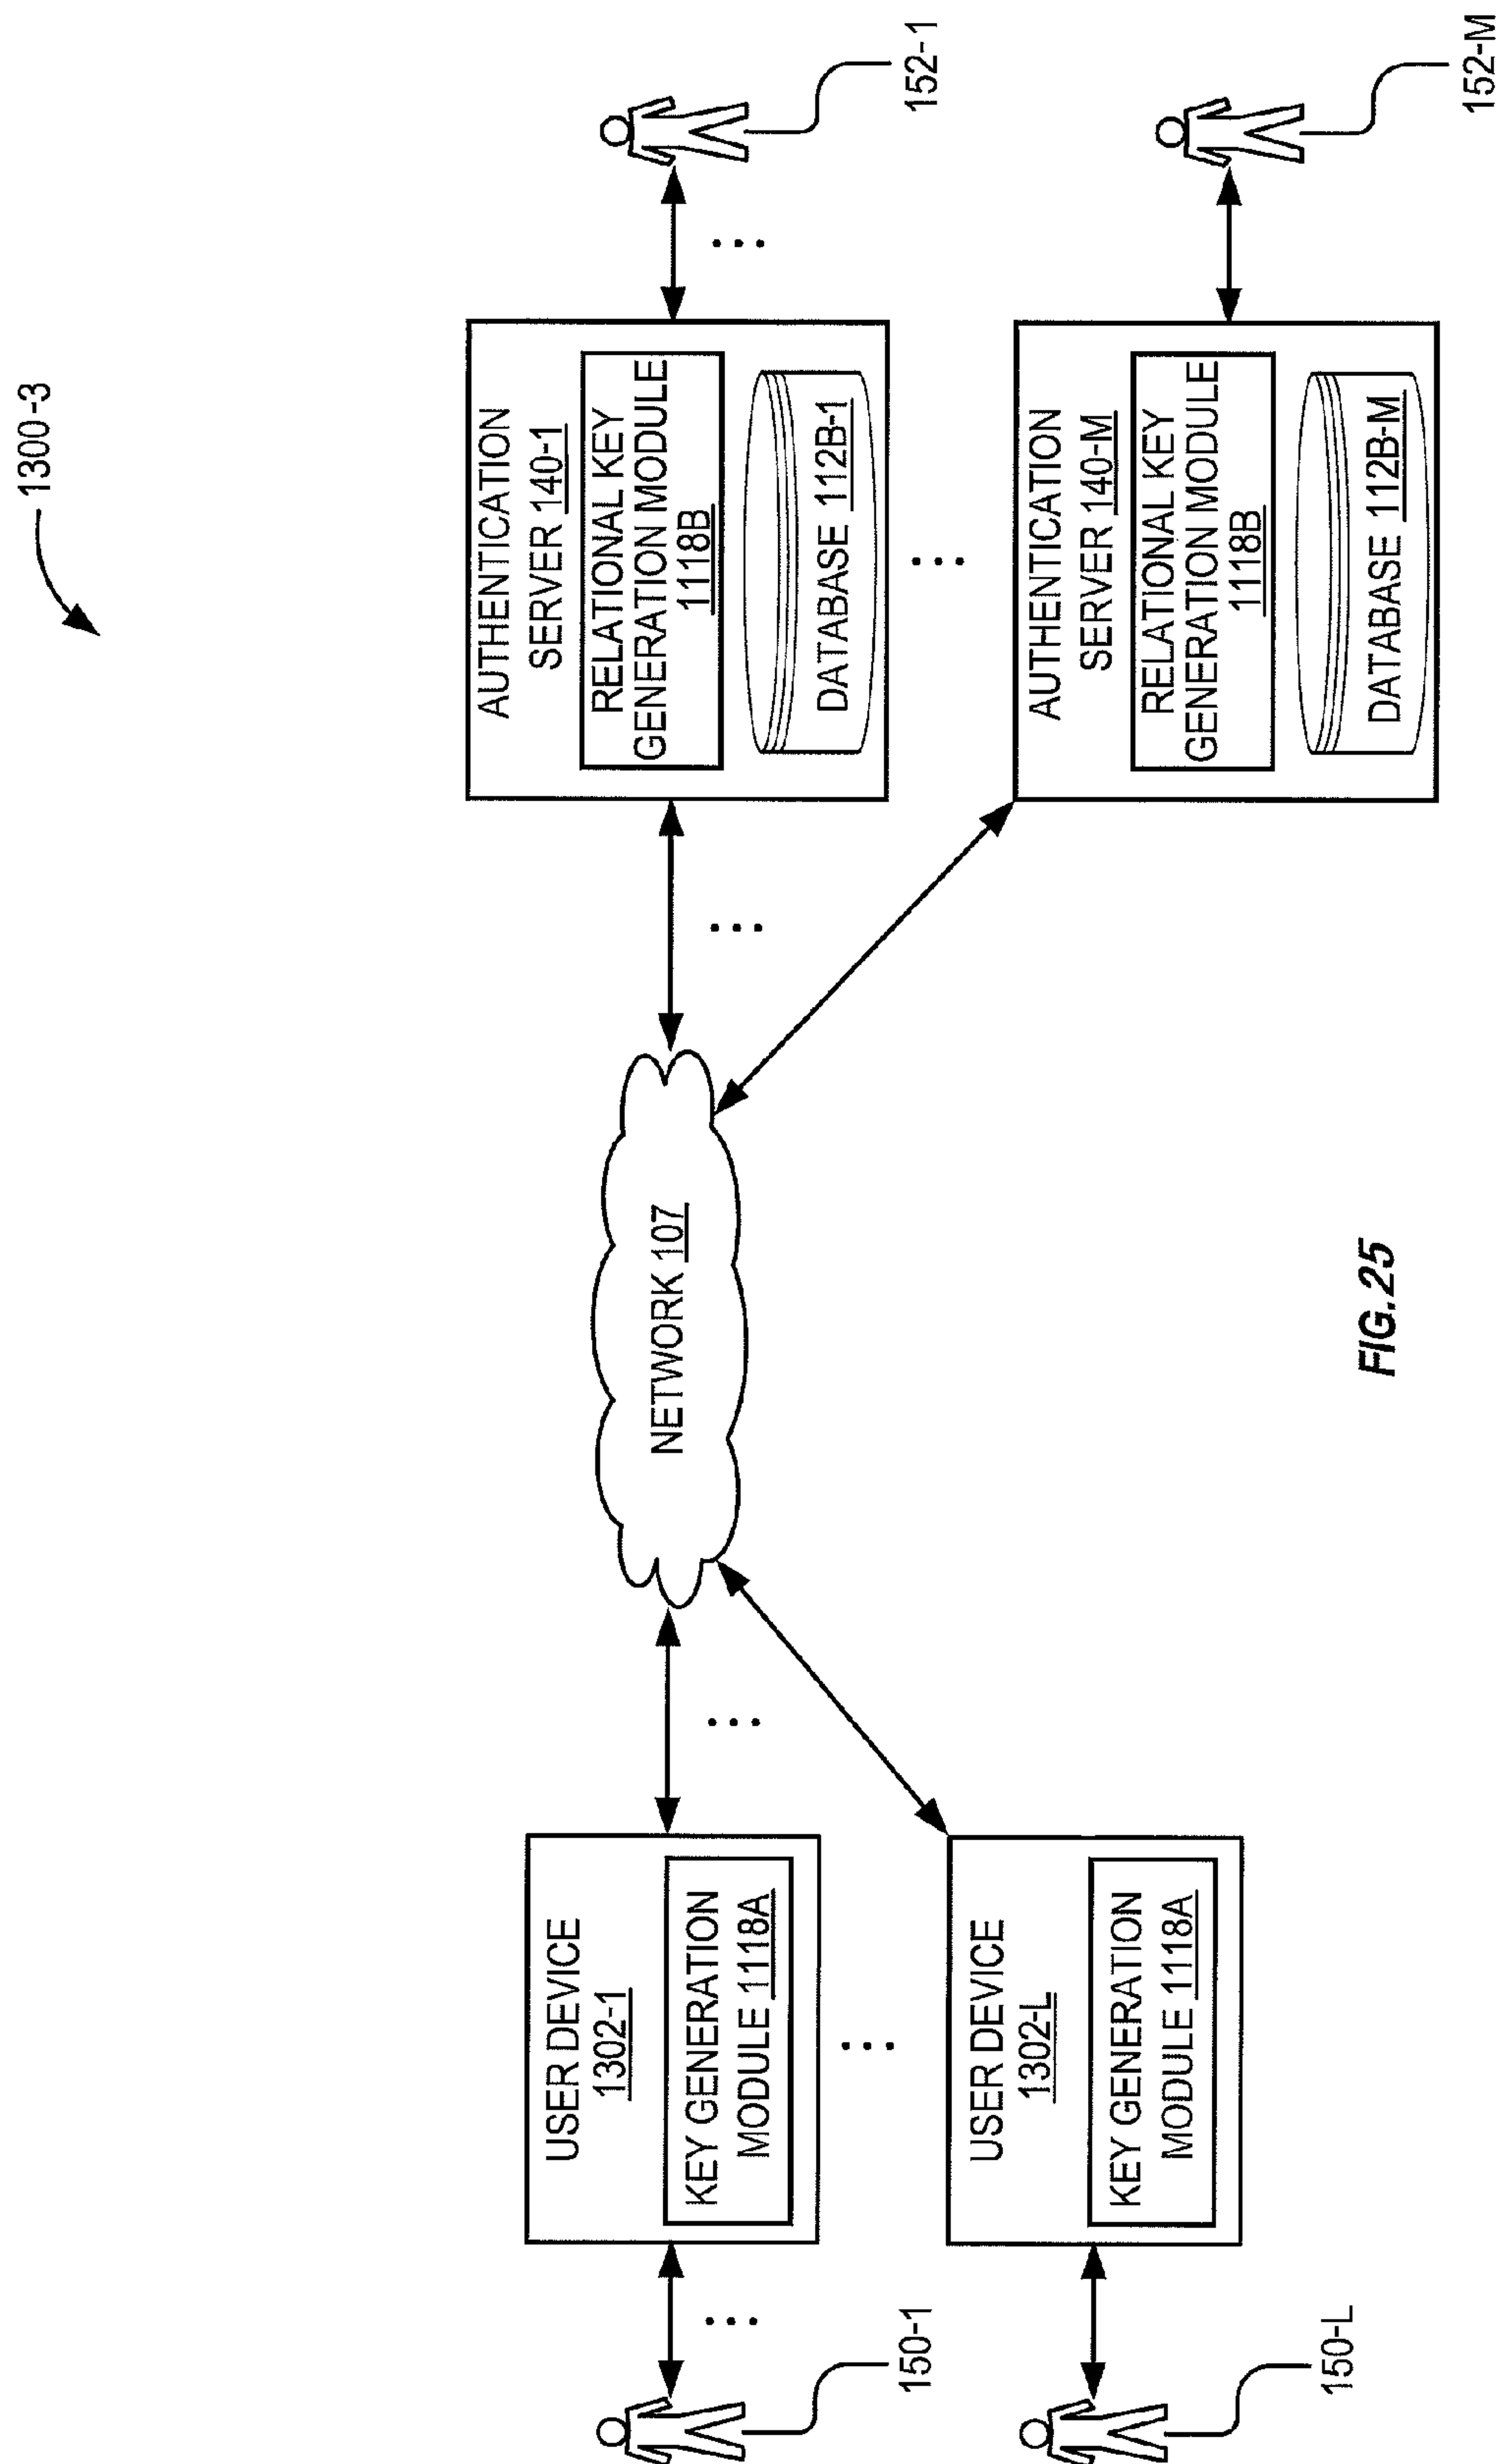 1300-3
USER DEVICE
1302-1
KEY GENERATION
MODULE 1118A
150-1
...
...
USER DEVICE
1302-L
KEY GENERATION
MODULE 1118A
150-L
...
NETWORK 107
...
AUTHENTICATION
SERVER 140-1
RELATIONAL KEY
GENERATION MODULE
1118B
DATABASE 112B-1
152-1
...
...
AUTHENTICATION
SERVER 140-M
RELATIONAL KEY
GENERATION MODULE
1118B
DATABASE 112B-M
152-M
FIG.25